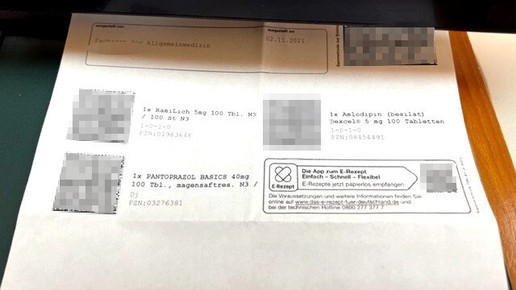 ausgestellt von
ausgestellt am
Facharzt für Allgemeinmedizin
02.11.2021
1x RamiLich 5mg 100 Tbl. N3
/ 100 St N3
1-0-1-0
1x Amlodipin (besilat)
Dexcel® 5 mg 100 Tabletten
1-0-1-0
PZN:06454491
1x PANTOPRAZOL BASICS 40mg
100 Tbl., magensaftres. N3 /
Dj
PZN:03276381
E-Rezept
Die App zum E-Rezept
Einfach – Schnell – Flexibel
E-Rezepte jetzt papierlos empfangen
Die Voraussetzungen und weitere Informationen finden Sie
online auf www.das-e-rezept-fuer-deutschland.de und
bei der technischen Hotline 0800 277 377 7